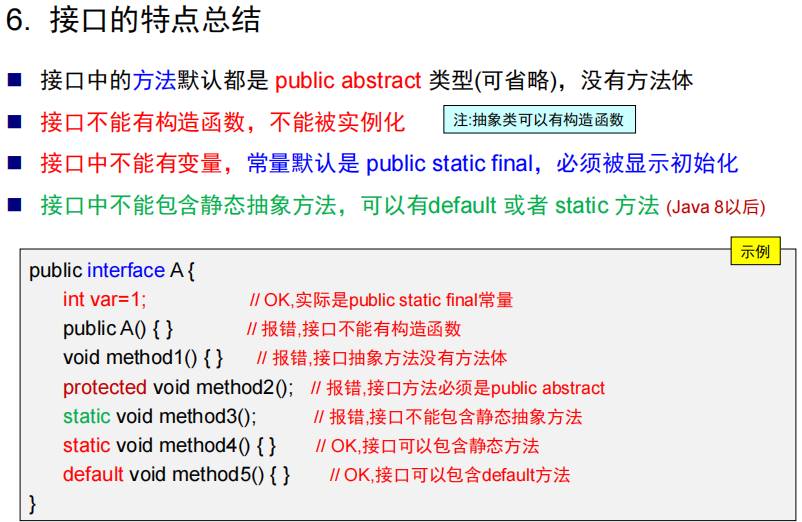 6. 接口的特点总结
接口中的方法默认都是 public abstract 类型(可省略)，没有方法体
接口不能有构造函数，不能被实例化
注:抽象类可以有构造函数
接口中不能有变量，常量默认是 public static final，必须被显示初始化
接口中不能包含静态抽象方法，可以有default 或者 static 方法 (Java 8以后)
示例
public interface A {
int var=1; // OK,实际是public static final常量
public A() { } // 报错,接口不能有构造函数
void method1() { } // 报错,接口抽象方法没有方法体
protected void method2(); // 报错,接口方法必须是public abstract
static void method3(); // 报错,接口不能包含静态抽象方法
static void method4() { } // OK,接口可以包含静态方法
default void method5() { } // OK,接口可以包含default方法
}